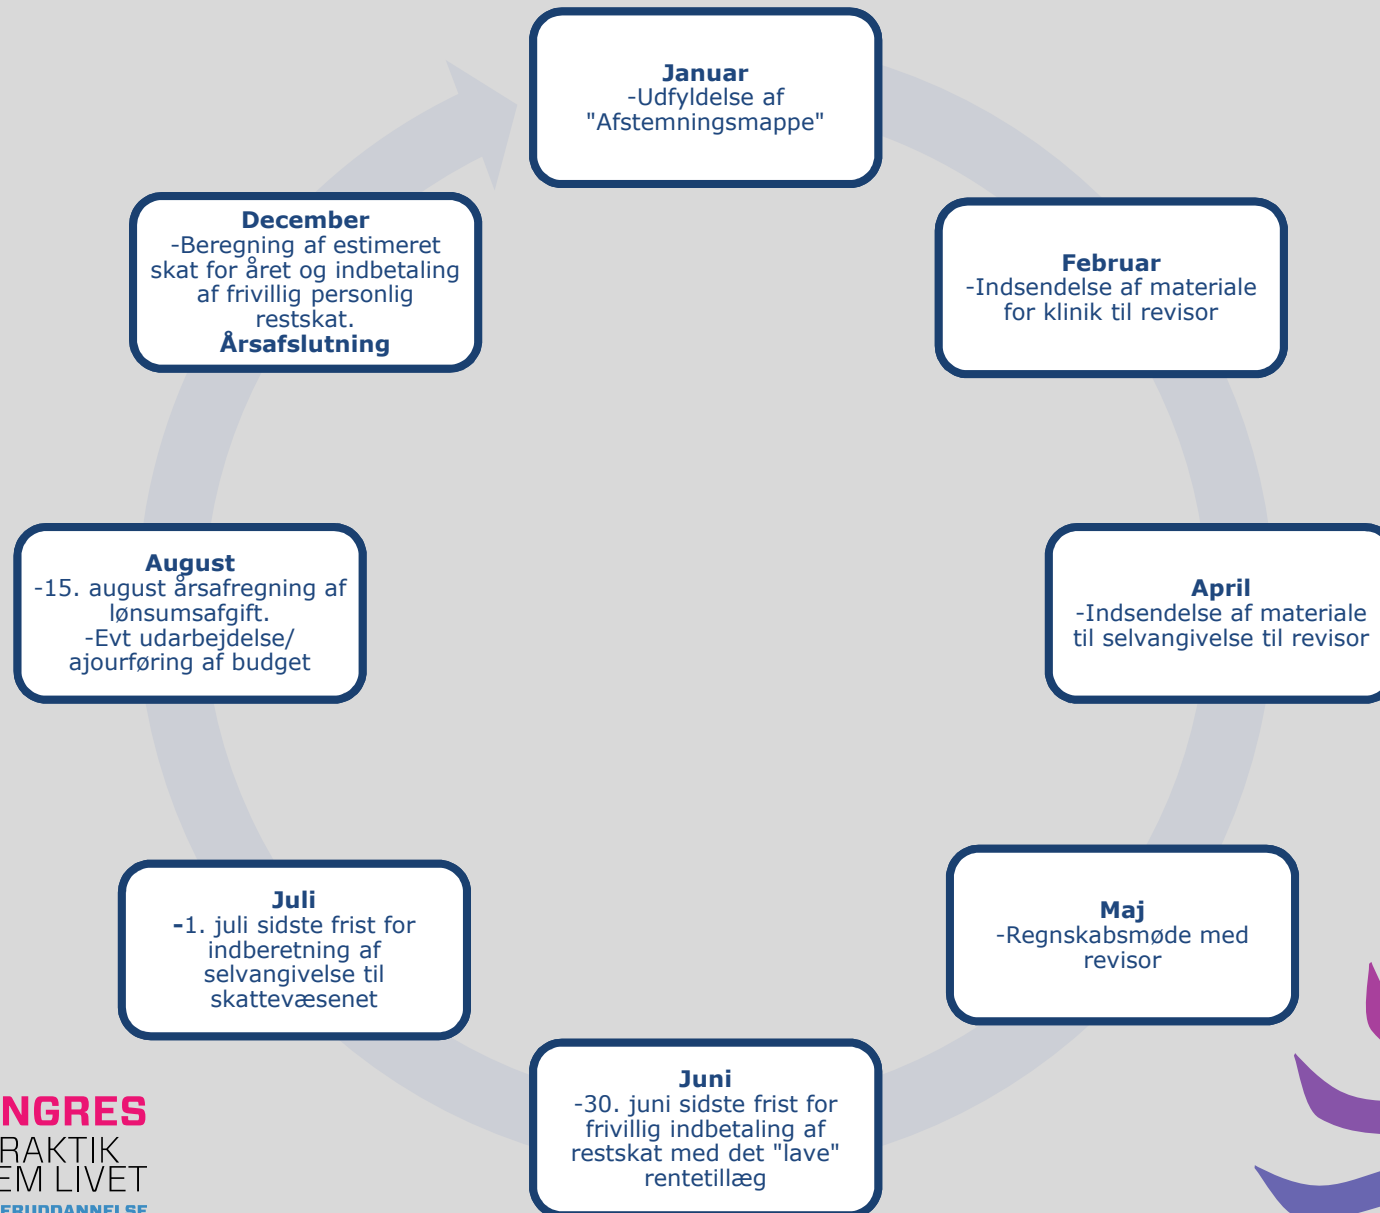 Januar
-Udfyldelse af
"Afstemningsmappe"
Februar
-Indsendelse af materiale
for klinik til revisor
April
-Indsendelse af materiale
til selvangivelse til revisor
Maj
-Regnskabsmøde med
revisor
Juni
-30. juni sidste frist for
frivillig indbetaling af
restskat med det "lave"
rentetillæg
Juli
-1. juli sidste frist for
indberetning af
selvangivelse til
skattevæsenet
August
-15. august årsafregning af
lønsumsafgift.
-Evt udarbejdelse/
ajourføring af budget
December
-Beregning af estimeret
skat for året og indbetaling
af frivillig personlig
restskat.
Årsafslutning
NGRES
RAKTIK
EM LIVET
ERUDDANNELSE